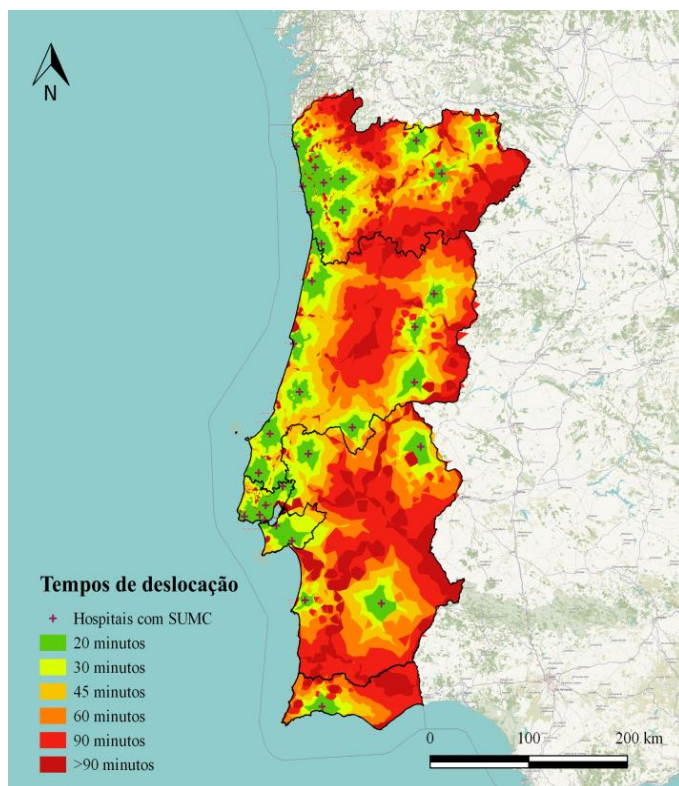 N
Tempos de deslocação
Hospitais com SUMC
20 minutos
30 minutos
45 minutos
60 minutos
90 minutos
>90 minutos
0 100 200 km